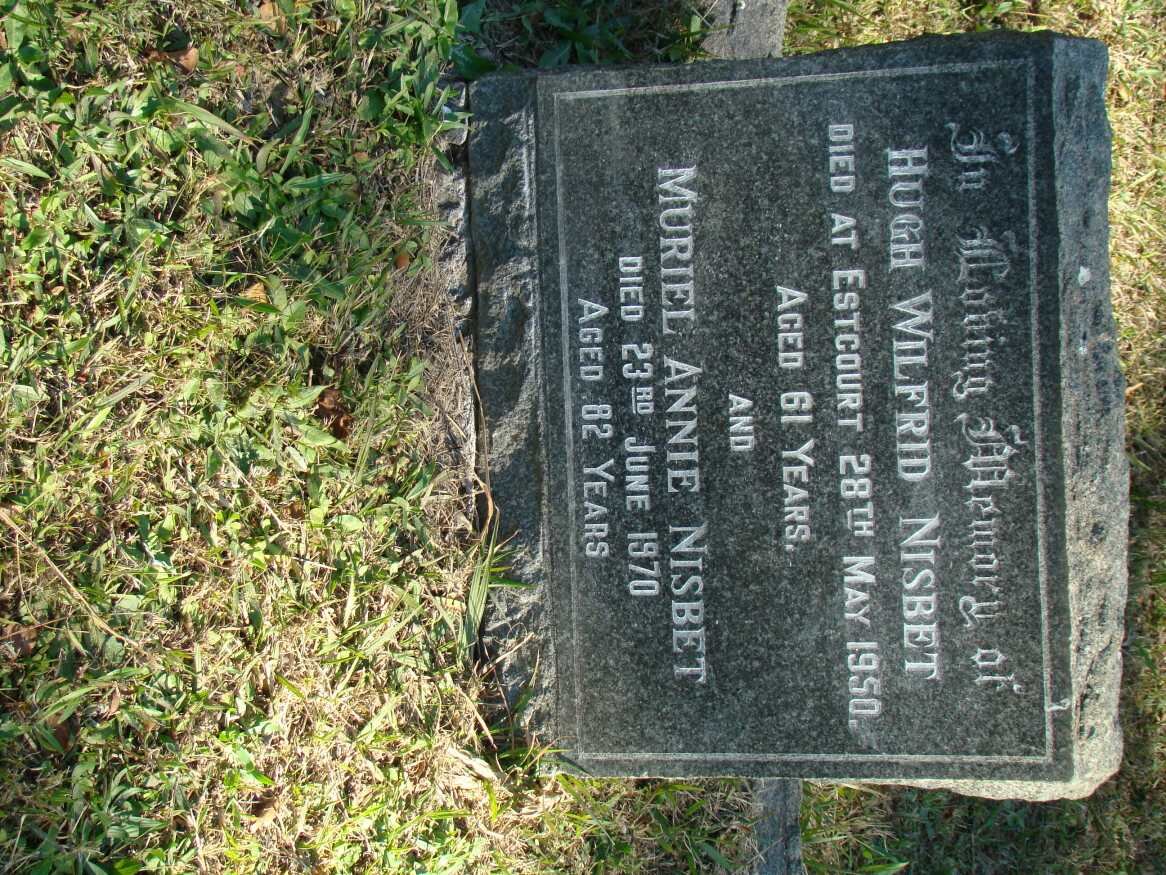 In Loving Memory of
HUGH WILFRID NISBET
DIED AT ESTCOURT 28TH MAY 1950.
AGED 61 YEARS.
AND
MURIEL ANNIE NISBET
DIED 23RD JUNE 1970
AGED 82 YEARS